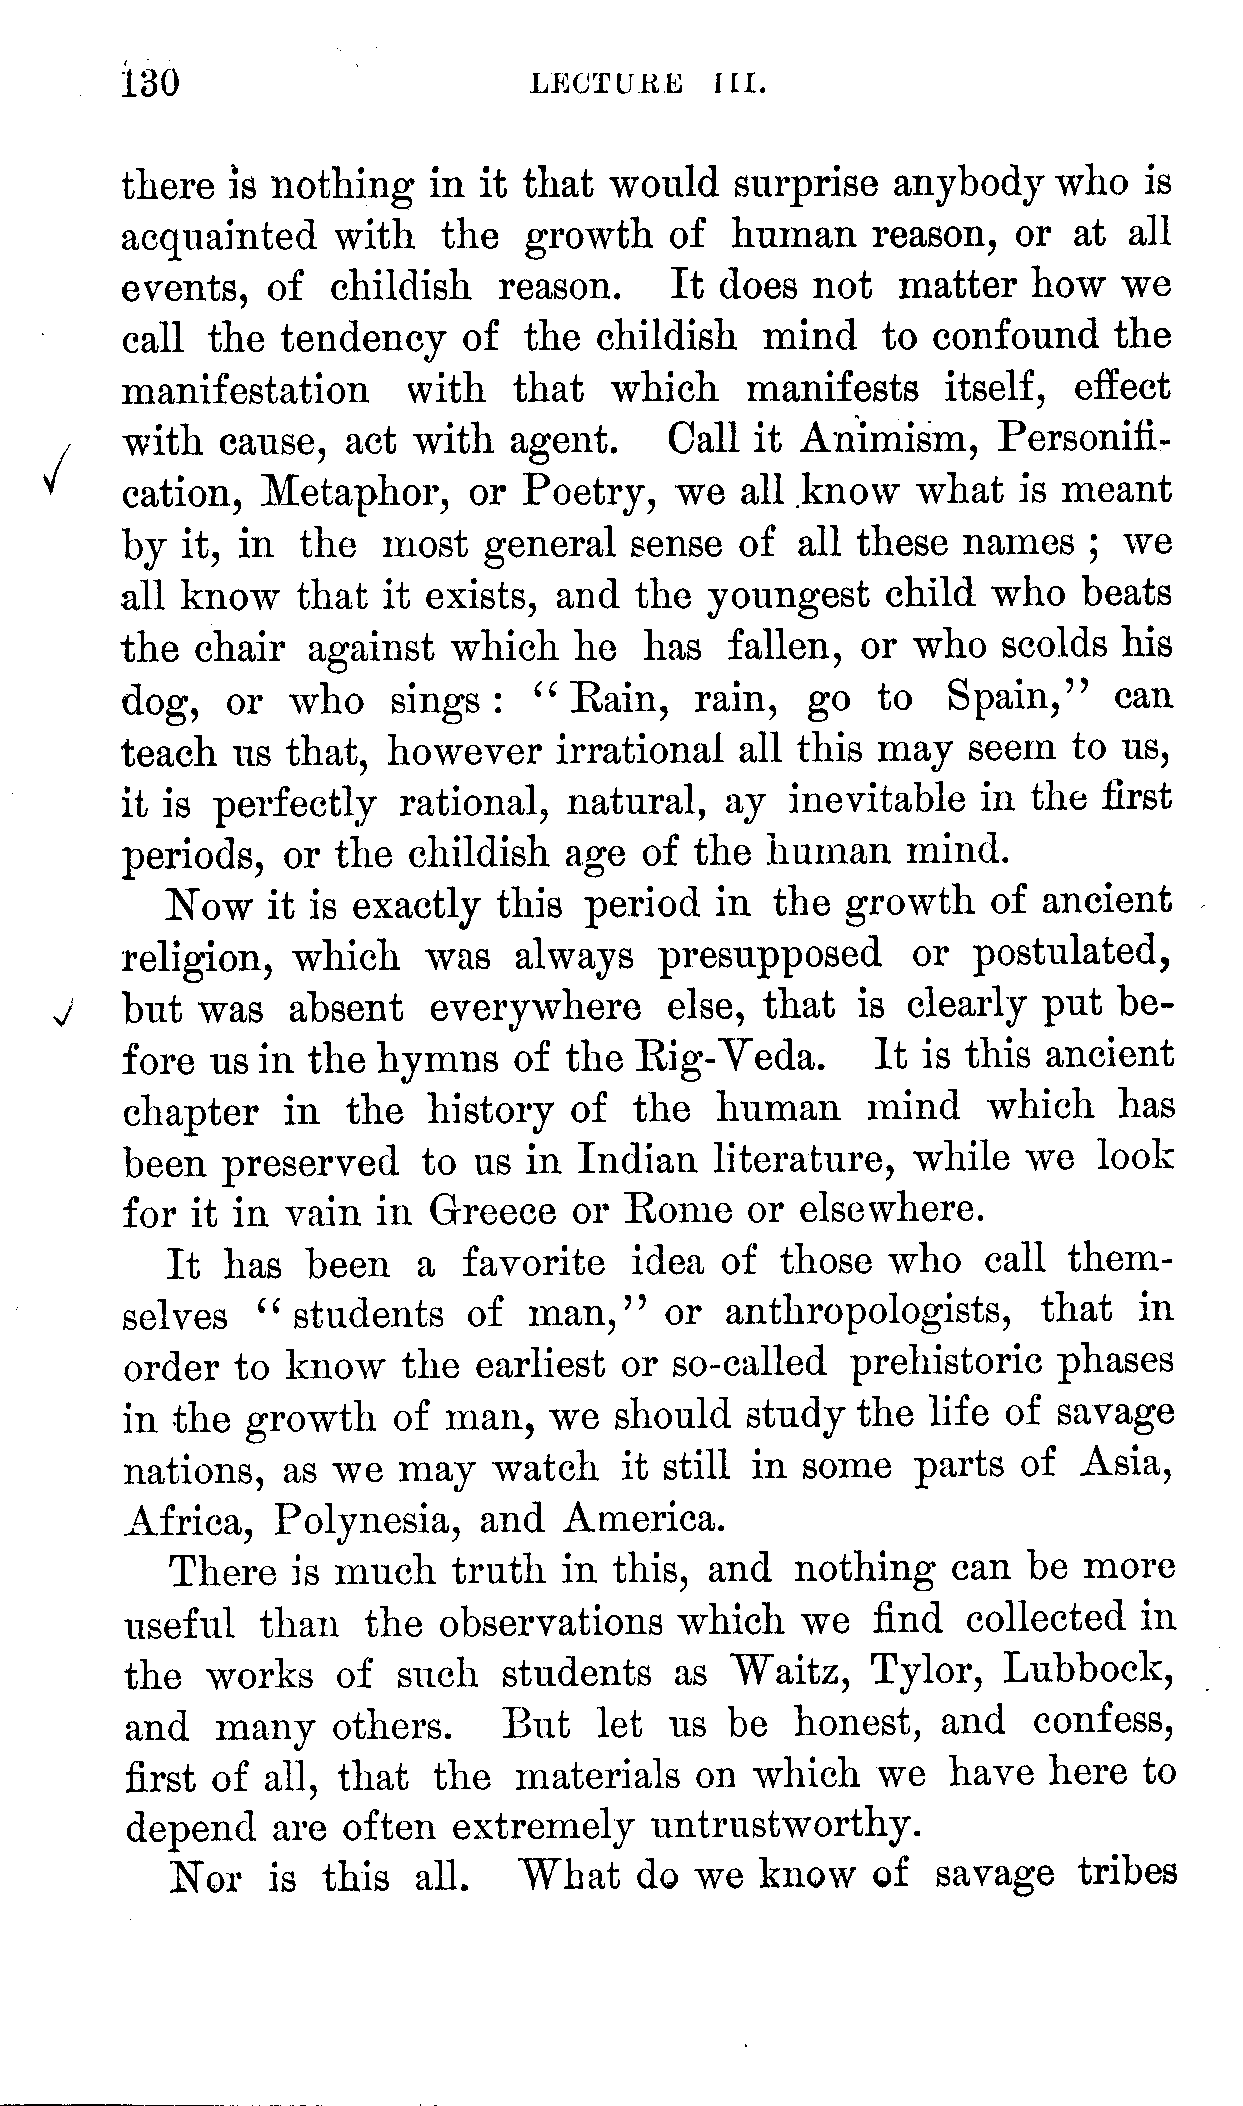 130 LECTURE III.
there is nothing in it that would surprise anybody who is
acquainted with the growth of human reason, or at all
events, of childish reason. It does not matter how we
call the tendency of the childish mind to confound the
manifestation with that which manifests itself, effect
with cause, act with agent. Call it Animism, Personifi-
cation, Metaphor, or Poetry, we all know what is meant
by it, in the most general sense of all these names ; we
all know that it exists, and the youngest child who beats
the chair against which he has fallen, or who scolds his
dog, or who sings : “ Rain, rain, go to Spain,” can
teach us that, however irrational all this may seem to us,
it is perfectly rational, natural, ay inevitable in the first
periods, or the childish age of the human mind.
Now it is exactly this period in the growth of ancient
religion, which was always presupposed or postulated,
but was absent everywhere else, that is clearly put be-
fore us in the hymns of the Rig-Veda. It is this ancient
chapter in the history of the human mind which has
been preserved to us in Indian literature, while we look
for it in vain in Greece or Rome or elsewhere.
It has been a favorite idea of those who call them-
selves “ students of man,” or anthropologists, that in
order to know the earliest or so-called prehistoric phases
in the growth of man, we should study the life of savage
nations, as we may watch it still in some parts of Asia,
Africa, Polynesia, and America.
There is much truth in this, and nothing can be more
useful than the observations which we find collected in
the works of such students as Waitz, Tylor, Lubbock,
and many others. But let us be honest, and confess,
first of all, that the materials on which we have here to
depend are often extremely untrustworthy.
Nor is this all. What do we know of savage tribes